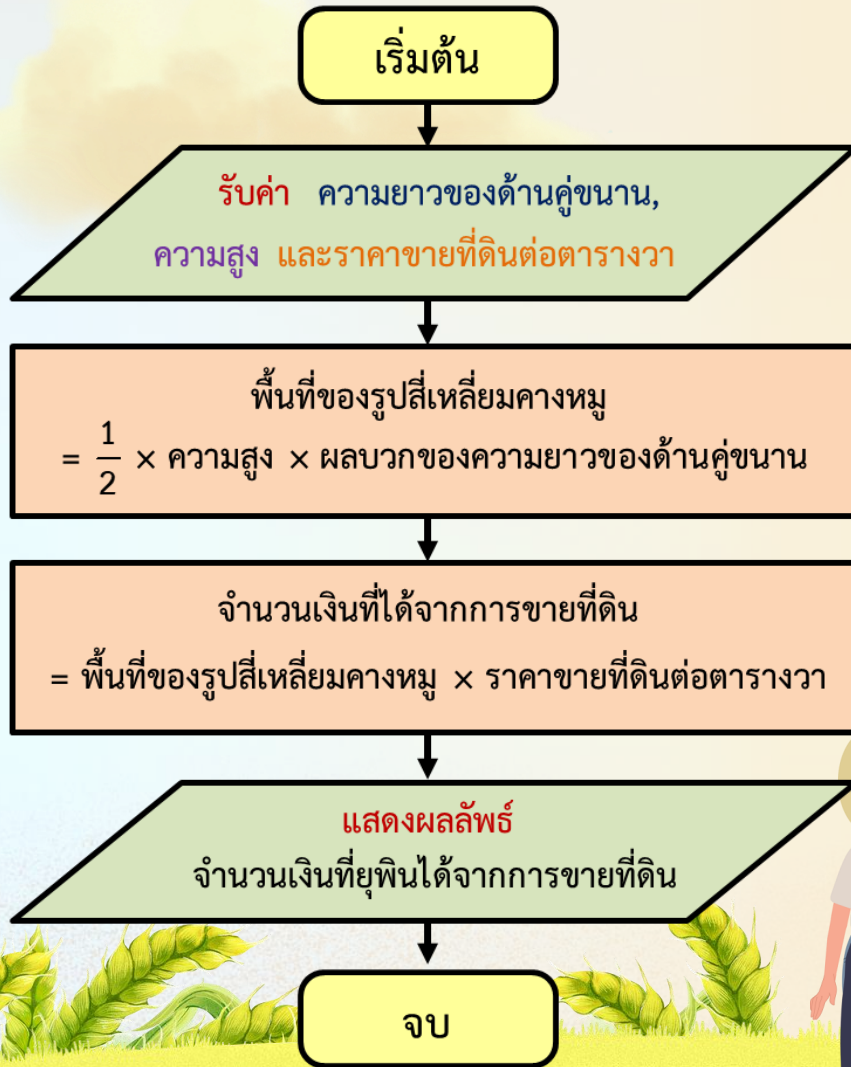 เริ่มต้น
รับค่า ความยาวของด้านคู่ขนาน,
ความสูง และราคาขายที่ดินต่อตารางวา
พื้นที่ของรูปสี่เหลี่ยมคางหมู
= 1/2 × ความสูง × ผลบวกของความยาวของด้านคู่ขนาน
จำนวนเงินที่ได้จากการขายที่ดิน
= พื้นที่ของรูปสี่เหลี่ยมคางหมู × ราคาขายที่ดินต่อตารางวา
แสดงผลลัพธ์
จำนวนเงินที่ยุพินได้จากการขายที่ดิน
จบ